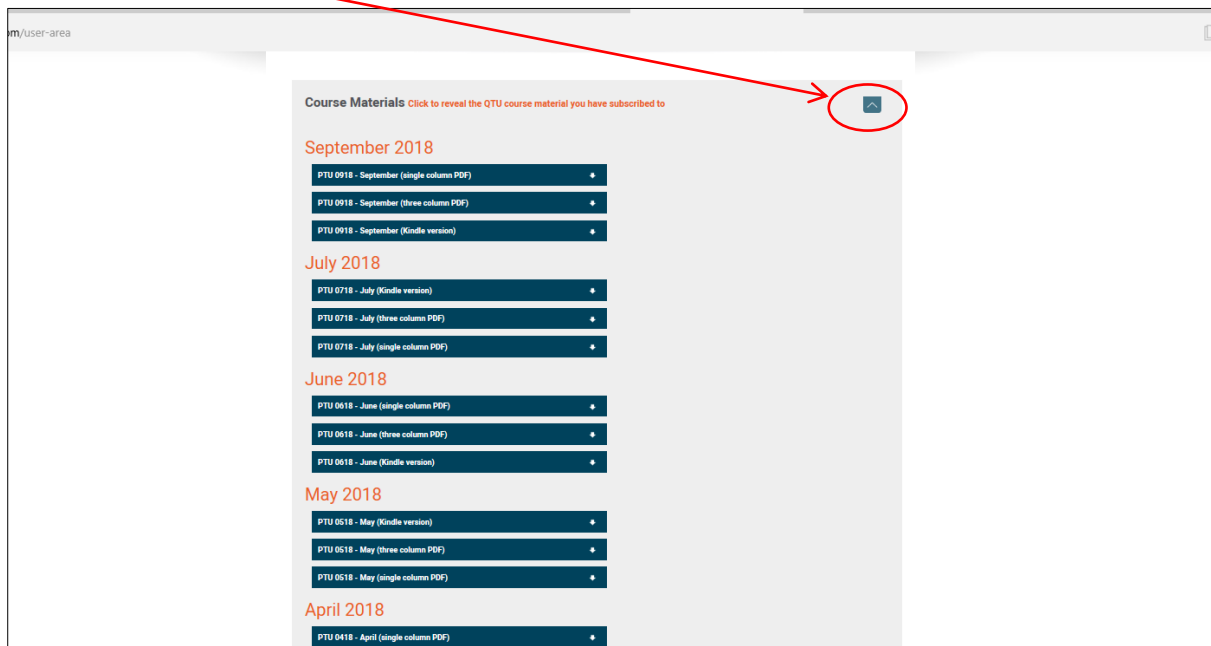 om/user-area
Course Materials Click to reveal the QTU course material you have subscribed to
September 2018
PTU 0918 - September (single column PDF)
PTU 0918 - September (three column PDF)
PTU 0918 - September (Kindle version)
July 2018
PTU 0718 - July (Kindle version)
PTU 0718 - July (three column PDF)
PTU 0718 - July (single column PDF)
June 2018
PTU 0618 - June (single column PDF)
PTU 0618 - June (three column PDF)
PTU 0618 - June (Kindle version)
May 2018
PTU 0518 - May (Kindle version)
PTU 0518 - May (three column PDF)
PTU 0518 - May (single column PDF)
April 2018
PTU 0418 - April (single column PDF)